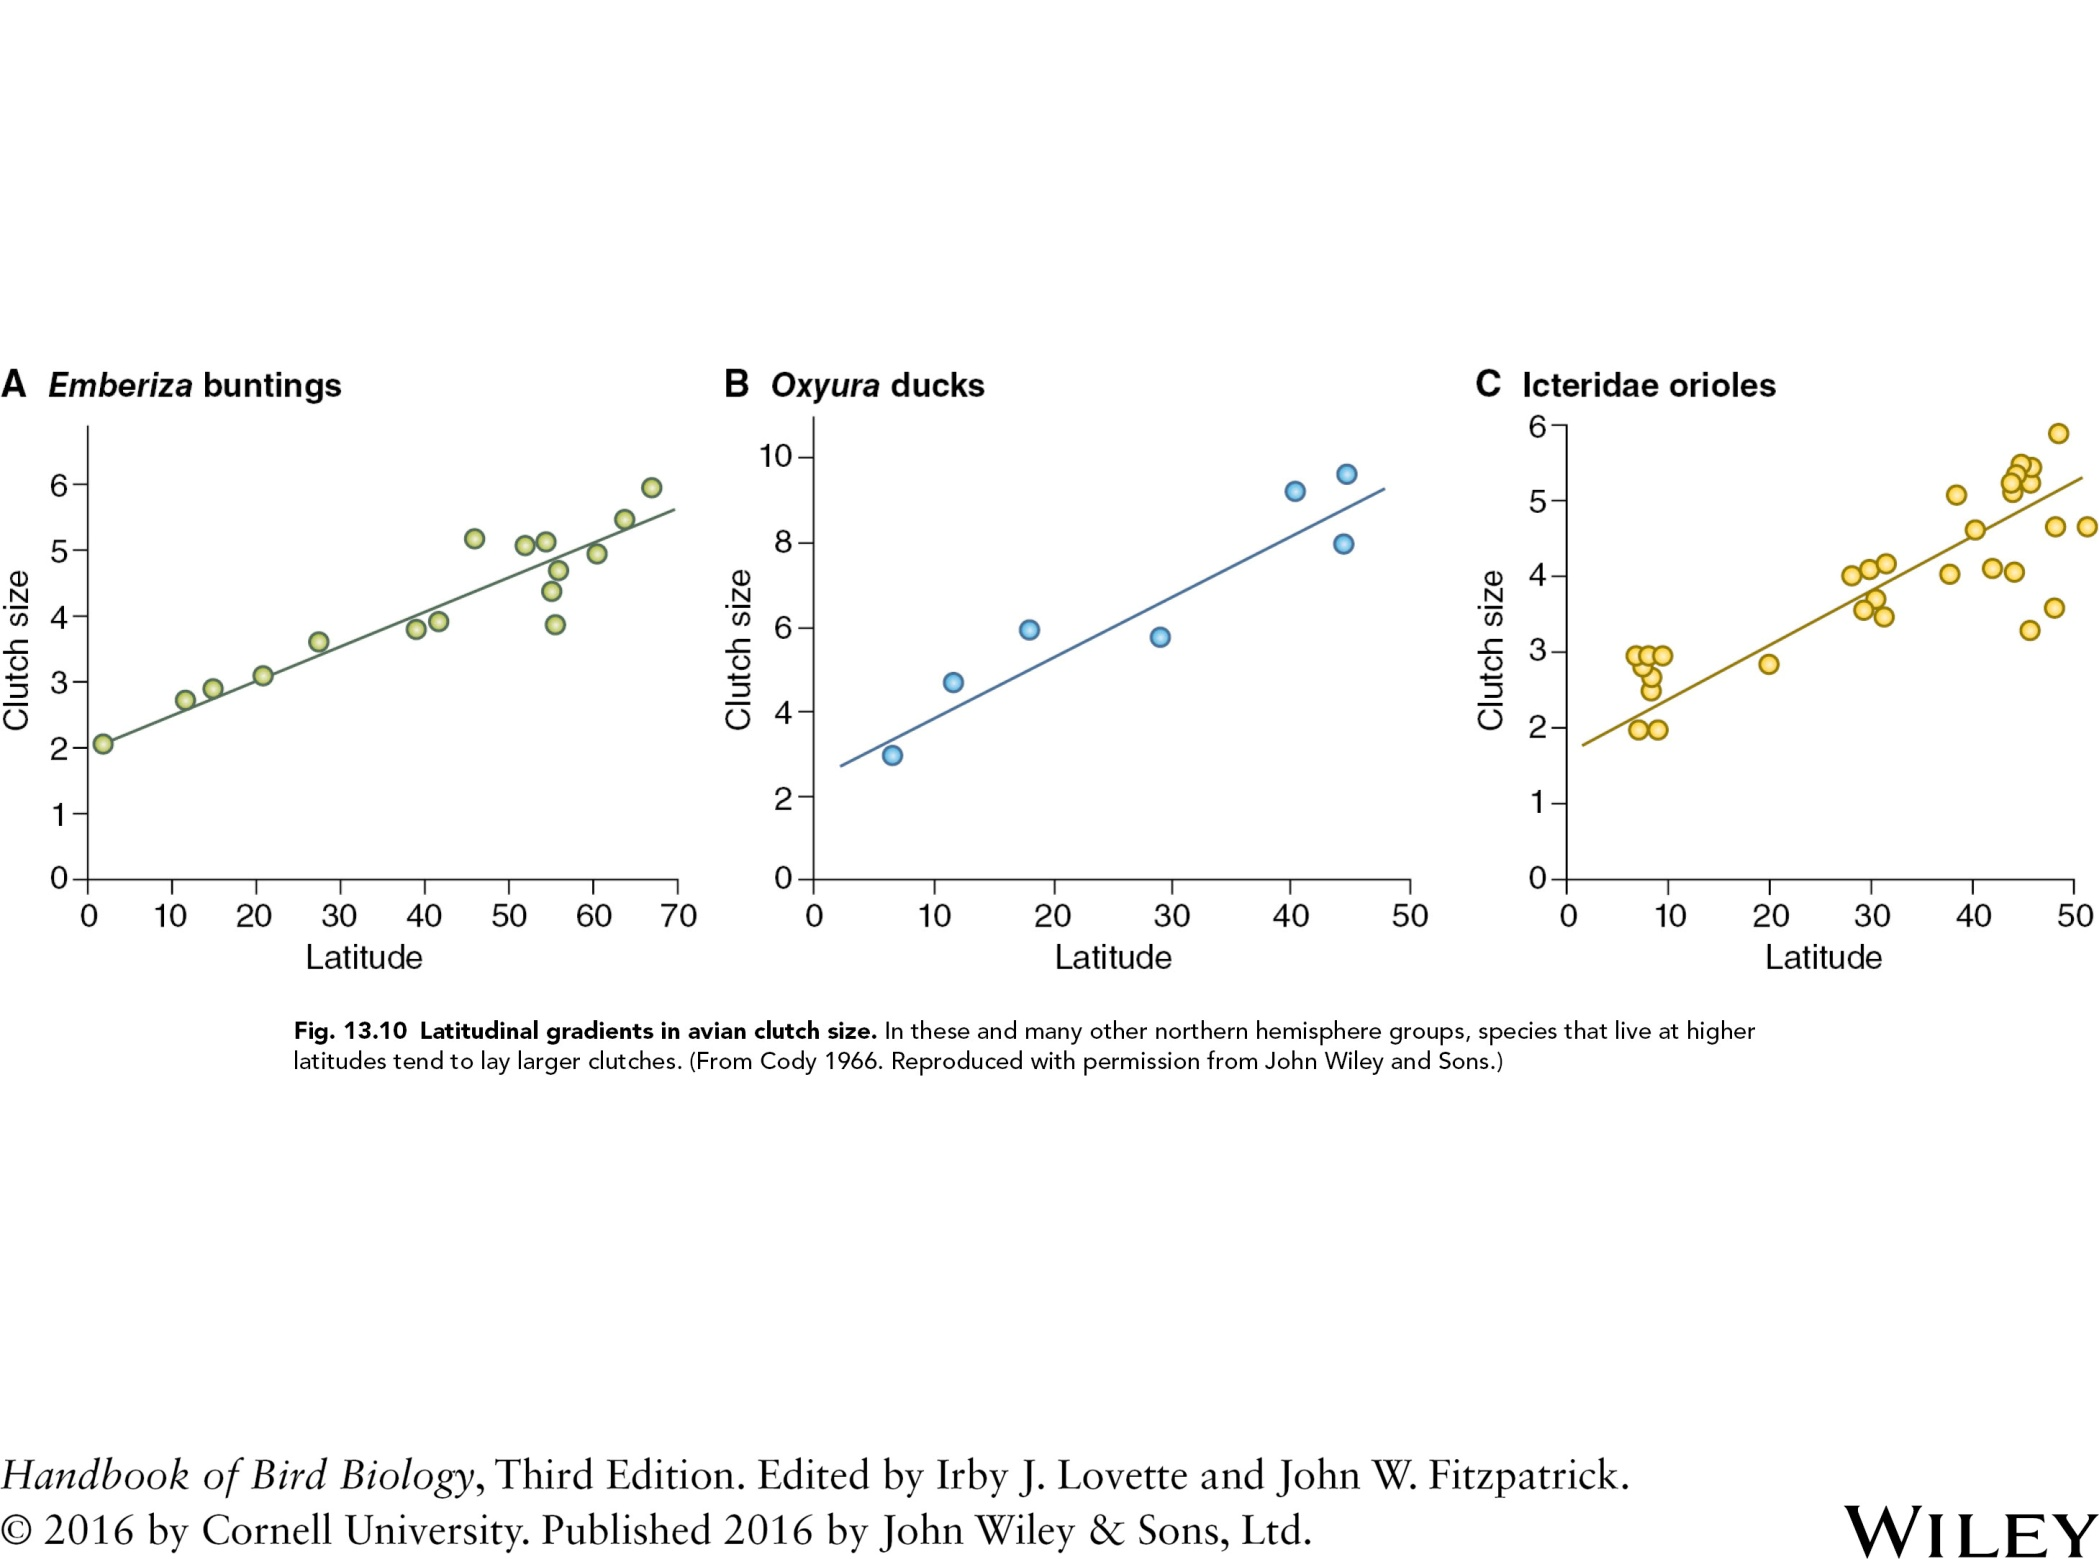 A Emberiza buntings
6
5
4
3
2
1
0
0 10 20 30 40 50 60 70
Clutch size
Latitude
B Oxyura ducks
10
8
6
4
2
0
0 10 20 30 40 50
Clutch size
Latitude
C Icteridae orioles
6
5
4
3
2
1
0
0 10 20 30 40 50
Clutch size
Latitude
Fig. 13.10 Latitudinal gradients in avian clutch size. In these and many other northern hemisphere groups, species that live at higher
latitudes tend to lay larger clutches. (From Cody 1966. Reproduced with permission from John Wiley and Sons.)
Handbook of Bird Biology, Third Edition. Edited by Irby J. Lovette and John W. Fitzpatrick.
© 2016 by Cornell University. Published 2016 by John Wiley & Sons, Ltd.
WILEY